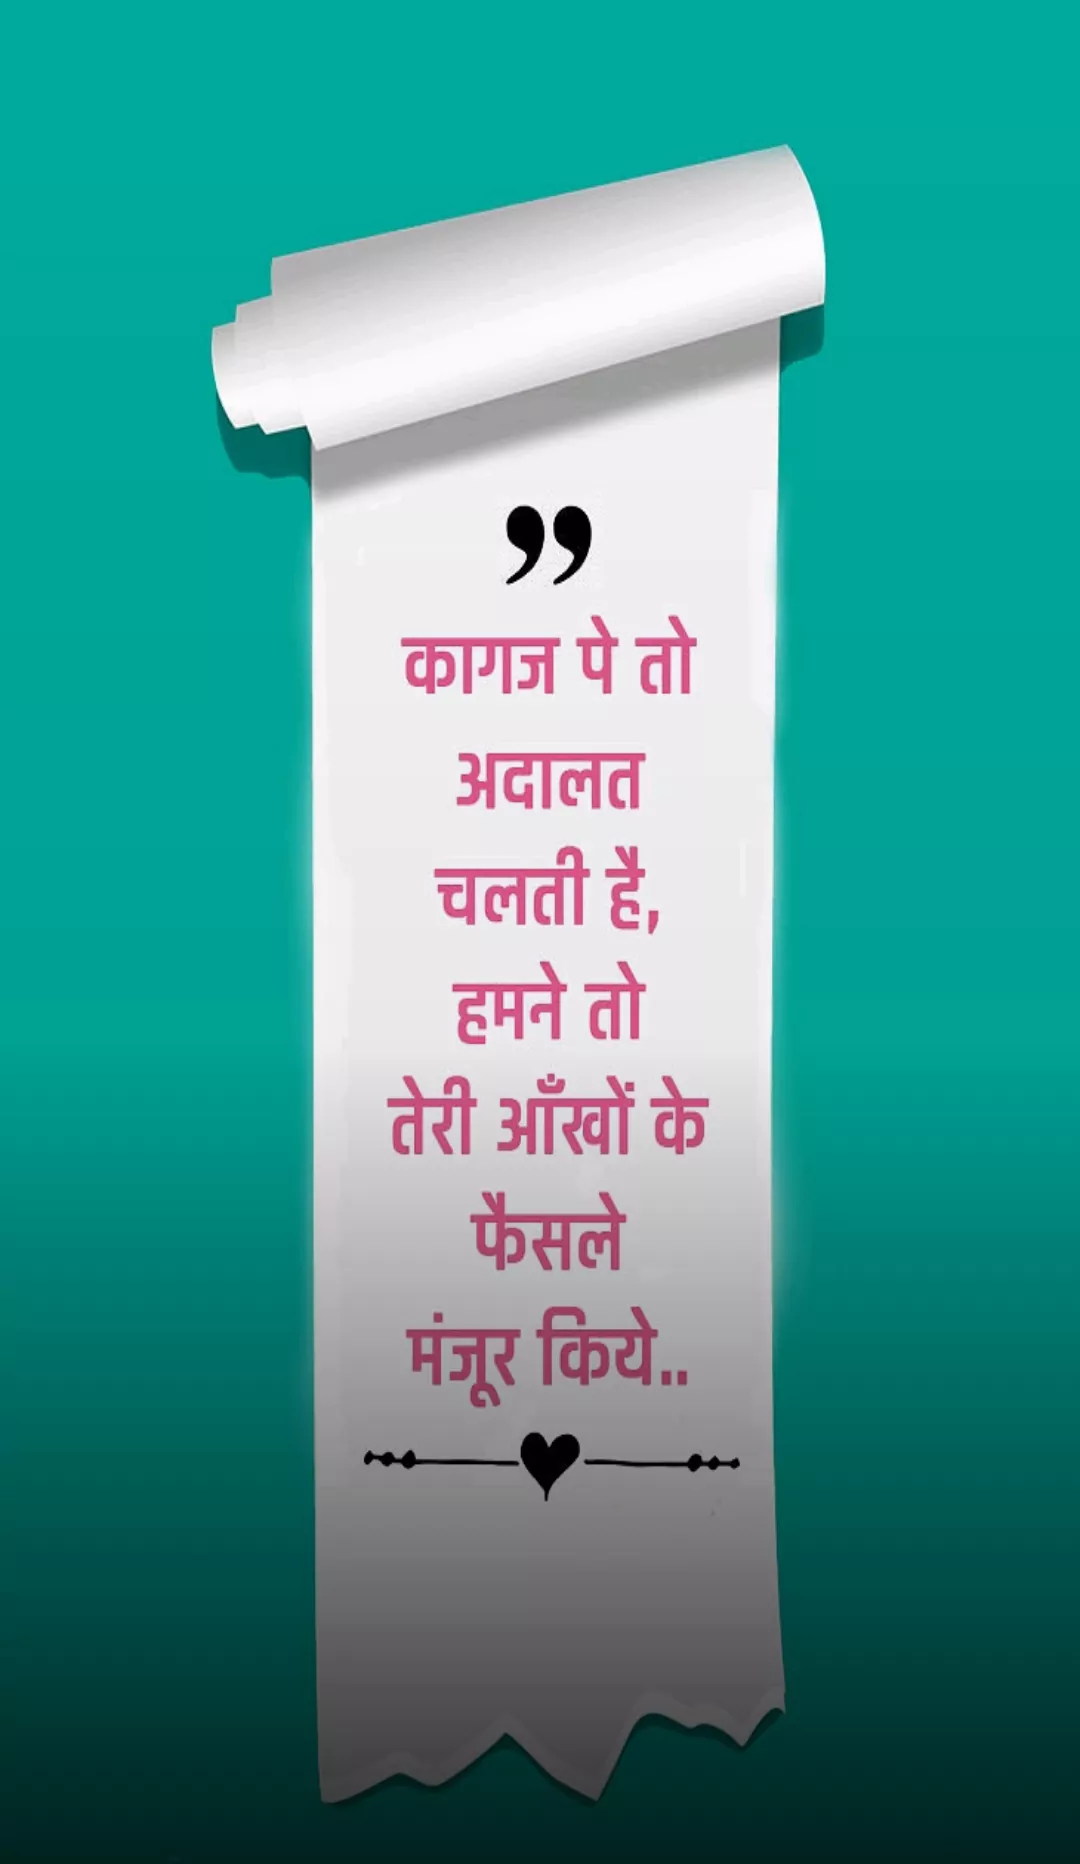 ”
कागज पे तो
अदालत
चलती है,
हमने तो
तेरी आँखों के
फैसले
मंजूर किये..